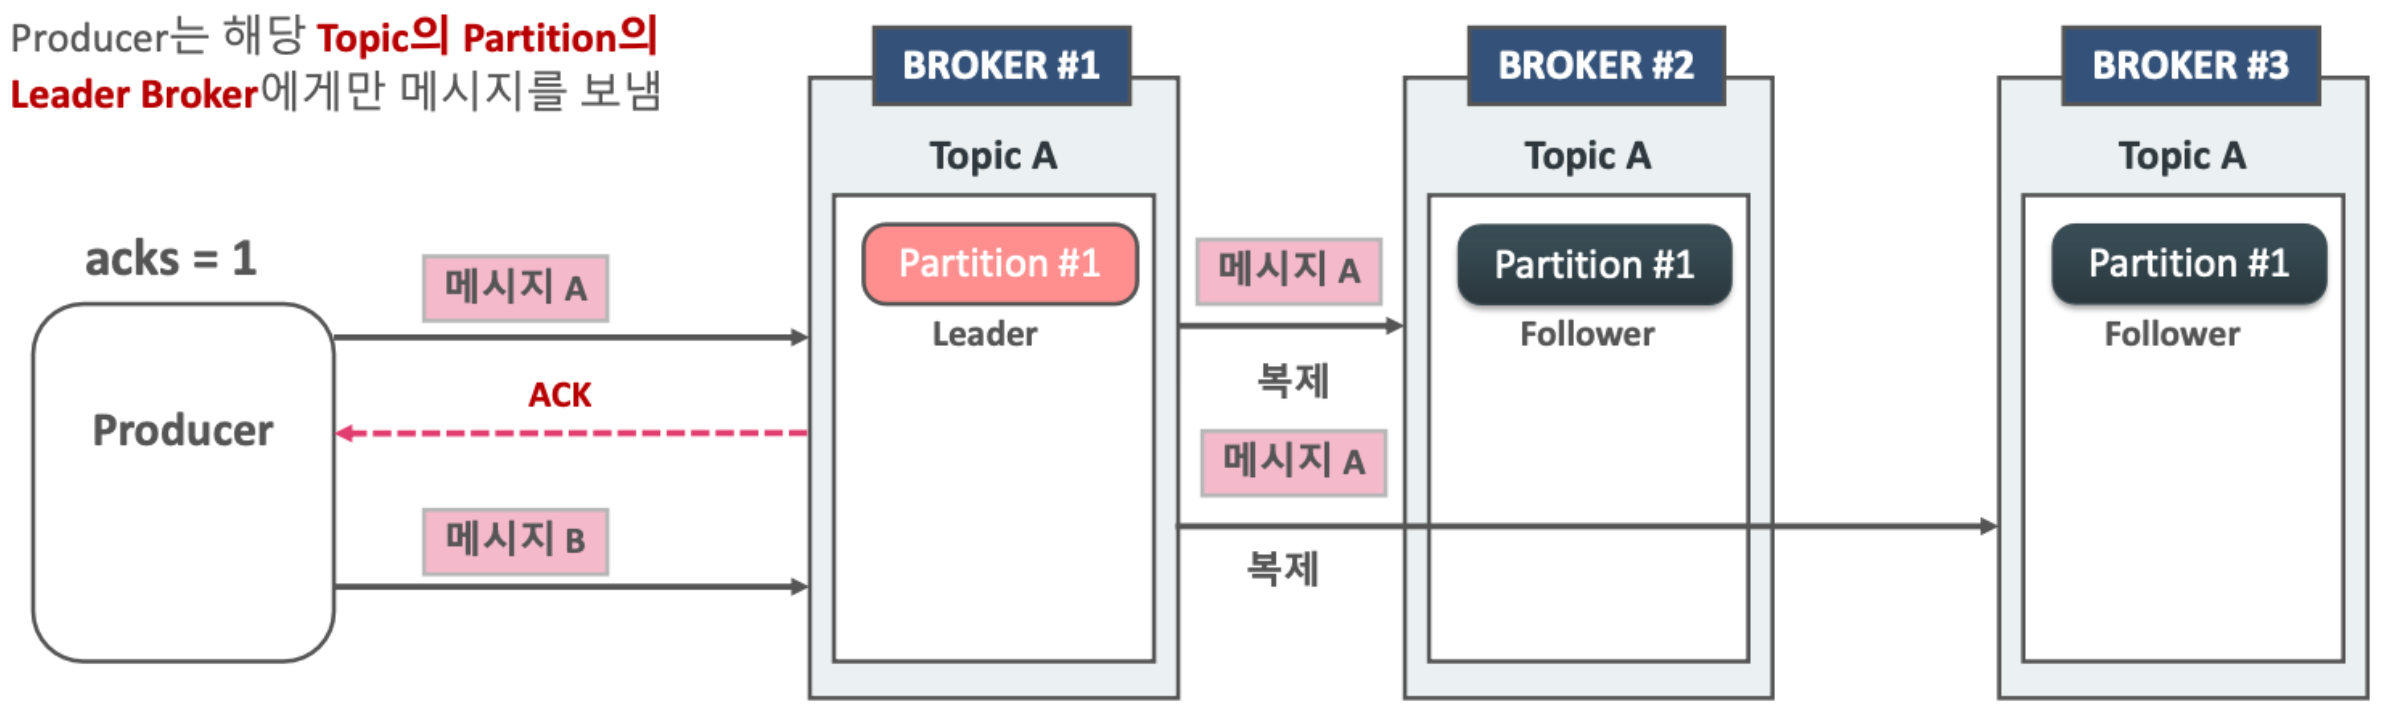 Producer는 해당 Topic의 Partition의
Leader Broker에게만 메시지를 보냄
acks = 1
Producer
메시지 A
ACK
메시지 B
BROKER #1
Topic A
Partition #1
Leader
메시지 A
복제
메시지 A
복제
BROKER #2
Topic A
Partition #1
Follower
BROKER #3
Topic A
Partition #1
Follower